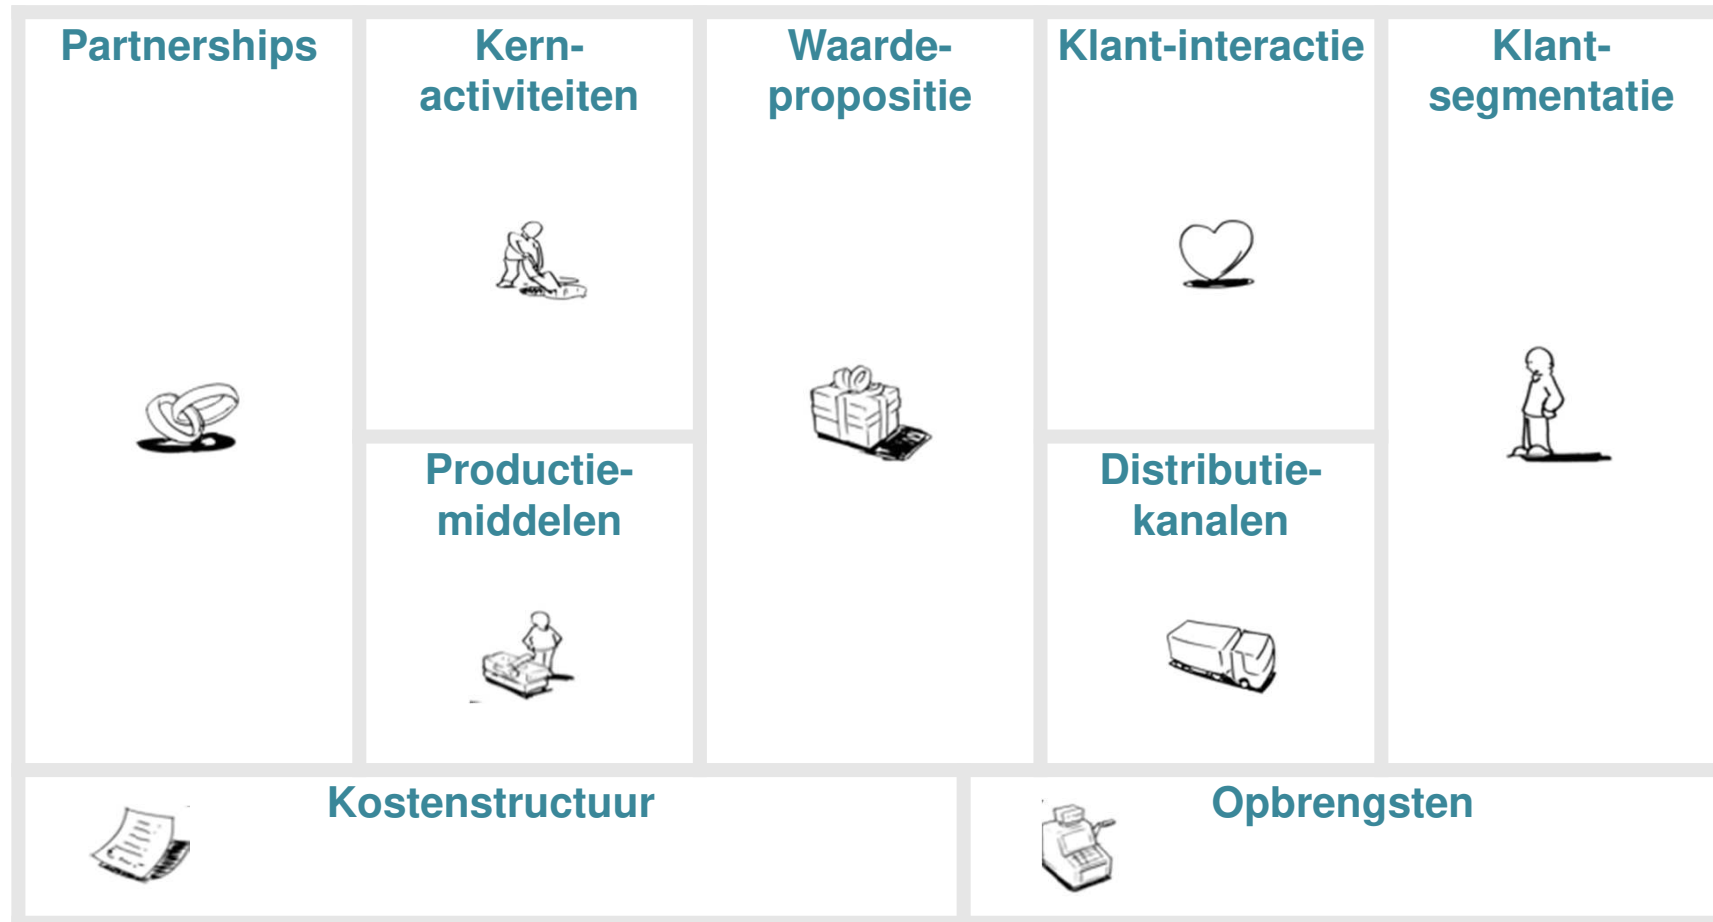 Partnerships
Kern-
activiteiten
Waarde-
propositie
Klant-interactie
Klant-
segmentatie
Productie-
middelen
Distributie-
kanalen
Kostenstructuur
Opbrengsten